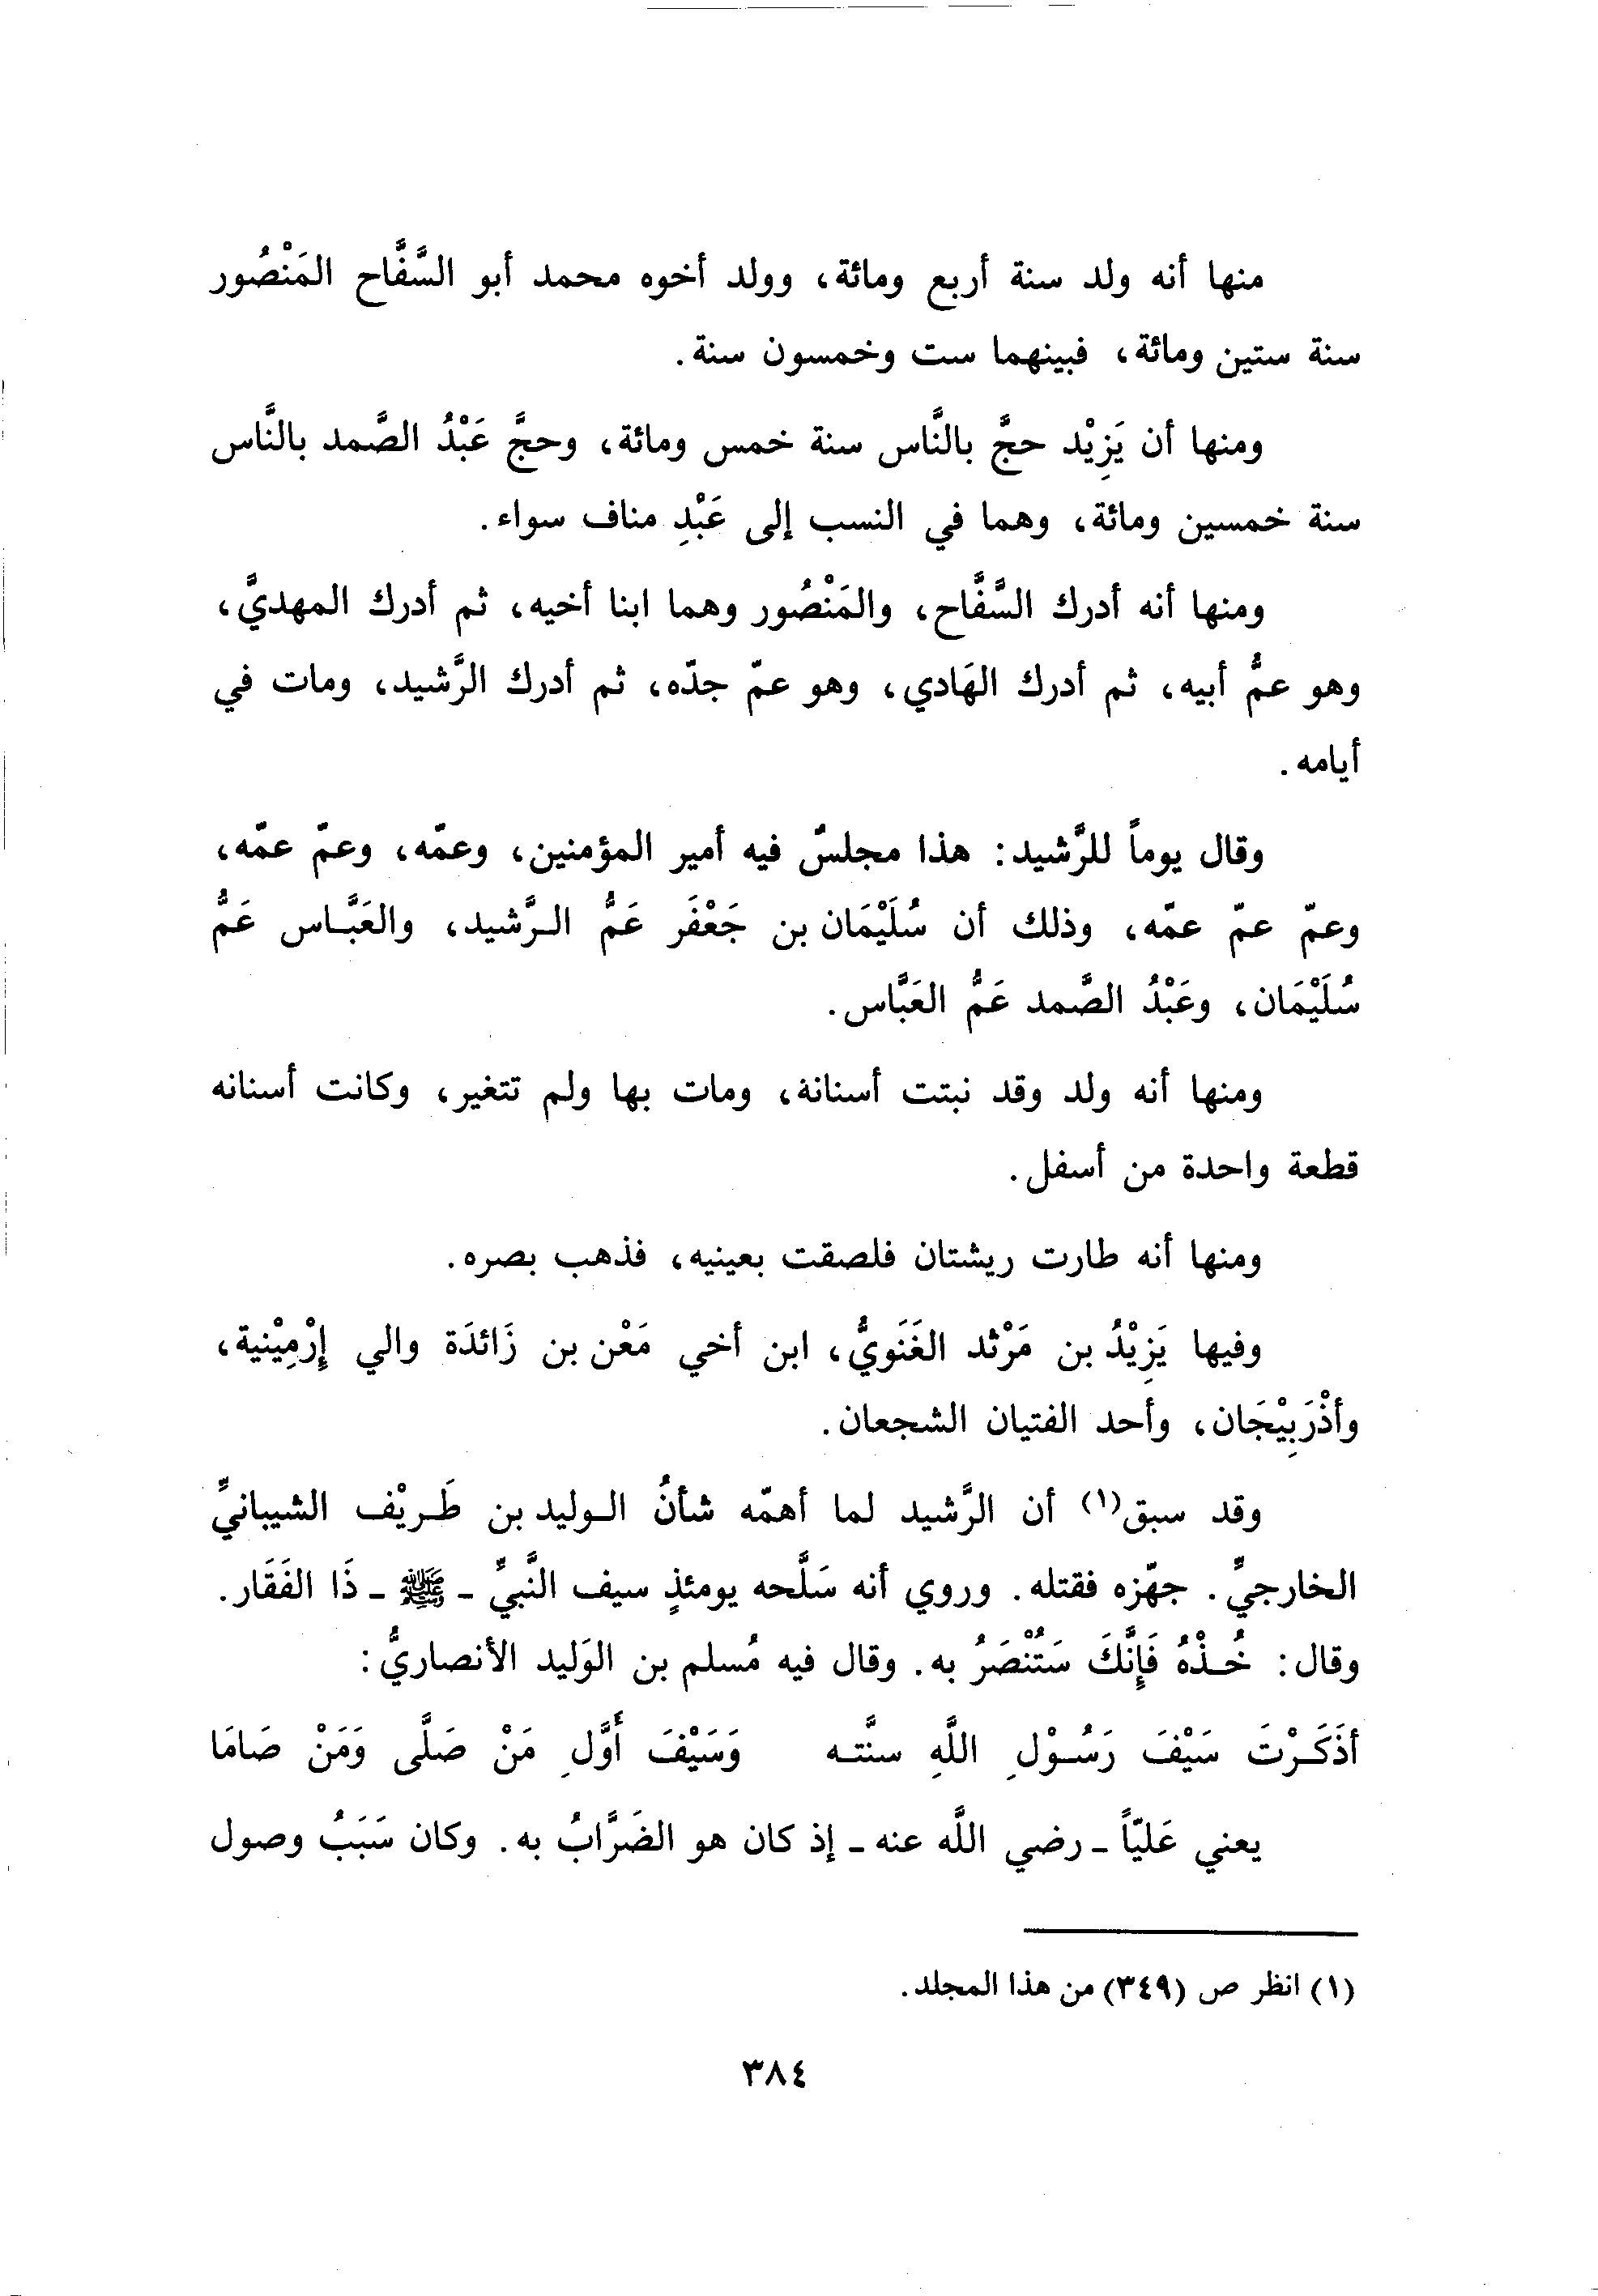 منها أنه ولد سنة أربع ومائة، وولد أخوه محمد أبو السَّفَّاح المَنْصُور
سنة ستين ومائة، فبينهما ست وخمسون سنة.
ومنها أن يَزِيْد حجَّ بالنَّاس سنة خمس ومائة، وحجَّ عَبْدُ الصَّمد بالنَّاس
سنة خمسين ومائة، وهما في النسب إلى عَبْدِ مناف سواء.
ومنها أنه أدرك السَّفَّاح، والمَنْصُور وهما ابنا أخيه، ثم أدرك المهديَّ،
وهو عمُّ أبيه، ثم أدرك الهَادي، وهو عمّ جدّه، ثم أدرك الرَّشيد، ومات في
أيامه.
وقال يوماً للرَّشيد: هذا مجلسٌ فيه أمير المؤمنين، وعمّه، وعمّ عمّه،
وعمّ عمّ عمّه، وذلك أن سُلَيْمَان بن جَعْفَر عَمُّ الرَّشيد، والعَبَّاس عَمُّ
سُلَيْمَان، وعَبْدُ الصَّمد عَمُّ العَبَّاس.
ومنها أنه ولد وقد نبتت أسنانة، ومات بها ولم تتغير، وكانت أسنانه
قطعة واحدة من أسفل.
ومنها أنه طارت ريشتان فلصقت بعينيه، فذهب بصره.
وفيها يَزِيْدُ بن مَرْثد الغَنَويُّ، ابن أخي مَعْن بن زَائدَة والي إِرْمِيْنية،
وأذْرَبِيْجَان، وأحد الفتيان الشجعان.
وقد سبق(١) أن الرَّشيد لما أهمّه شأنُ الوليد بن طَريْف الشيبانيِّ
الخارجيِّ. جهّزه فقتله. وروي أنه سَلَّحه يومئذٍ سيف النَّبيِّ - ﷺ - ذَا الفَقَار.
وقال: خُذْهُ فَإِنَّكَ سَتُنْصَرُ به. وقال فيه مُسلم بن الوَليد الأنصاريُّ:
أذَكَرْتَ سَيْفَ رَسُوْلِ اللَّهِ سنَّته وَسَيْفَ أَوَّلِ مَنْ صَلَّى وَمَنْ صَامَا
يعني عَليّاً - رضي اللَّه عنه - إذ كان هو الضَرَّابُ به. وكان سَبَبُ وصول
(١) انظر ص (٣٤٩) من هذا المجلد.
٣٨٤